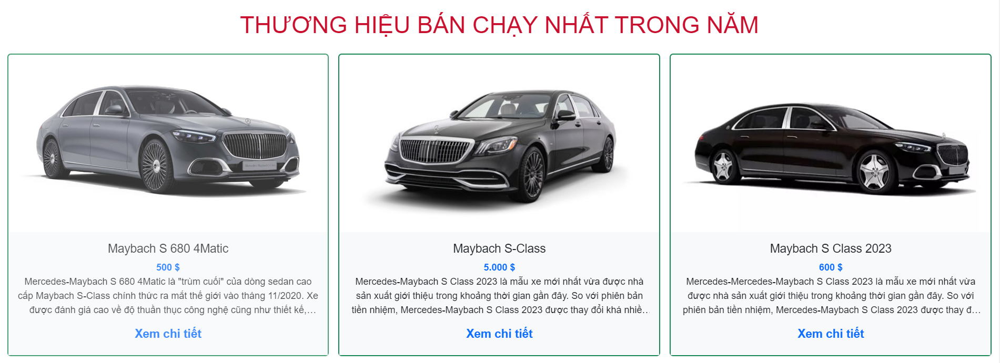 THƯƠNG HIỆU BÁN CHẠY NHẤT TRONG NĂM
Maybach S 680 4Matic
500 $
Mercedes-Maybach S 680 4Matic là "trùm cuối" của dòng sedan cao
cấp Maybach S-Class chính thức ra mắt thế giới vào tháng 11/2020. Xe
được đánh giá cao về độ thuần thục công nghệ cũng như thiết kế,…
Xem chi tiết
Maybach S-Class
5.000 $
Mercedes-Maybach S Class 2023 là mẫu xe mới nhất vừa được nhà
sản xuất giới thiệu trong khoảng thời gian gần đây. So với phiên bản
tiền nhiệm, Mercedes-Maybach S Class 2023 được thay đổi khá nhiề…
Xem chi tiết
Maybach S Class 2023
600 $
Mercedes-Mercedes-Maybach S Class 2023 là mẫu xe mới nhất vừa
được nhà sản xuất giới thiệu trong khoảng thời gian gần đây. So với
phiên bản tiền nhiệm, Mercedes-Maybach S Class 2023 được thay đ…
Xem chi tiết